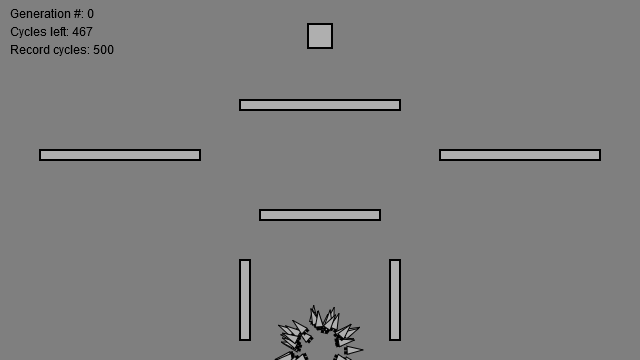 Generation #: 0
Cycles left: 467
Record cycles: 500